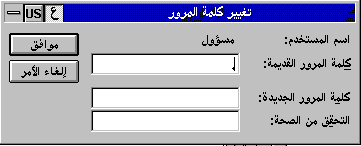 تغيير كلمة المرور ع US
اسم المستخدم: مسؤول
كلمة المرور القديمة:
كلمة المرور الجديدة:
التحقق من الصحة:
موافق
إلغاء الأمر